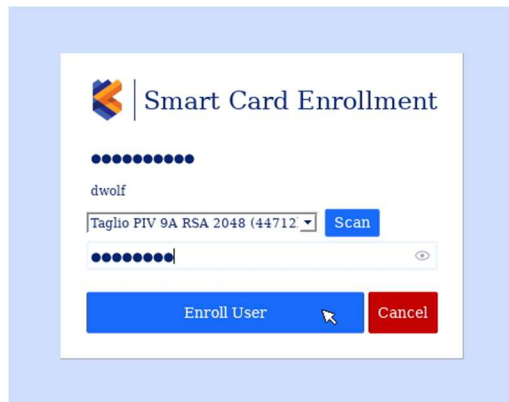 Smart Card Enrollment
●●●●●●●●●●
dwolf
Taglio PIV 9A RSA 2048 (44712
Scan
●●●●●●●●
Enroll User
Cancel